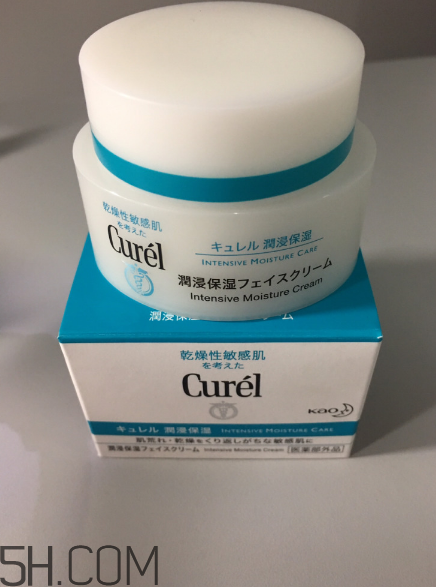 乾燥性敏感肌
を考えた
Curél
キュレル 潤浸保湿
INTENSIVE MOISTURE CARE
潤浸保湿フェイスクリーム
Intensive Moisture Cream
乾燥性敏感肌
を考えた
Curél
Kao
キュレル 潤浸保湿 INTENSIVE MOISTURE CARE
肌荒れ・乾燥をくり返しがちな敏感肌に
潤浸保湿フェイスクリーム Intensive Moisture Cream 医薬部外品
5H.COM